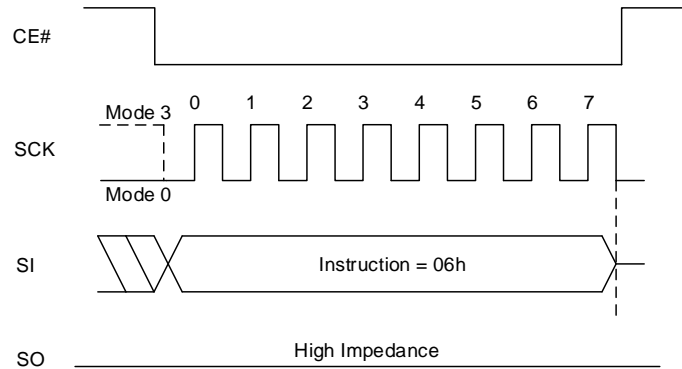 CE#
Mode 3
0 1 2 3 4 5 6 7
SCK
Mode 0
SI
Instruction = 06h
SO
High Impedance